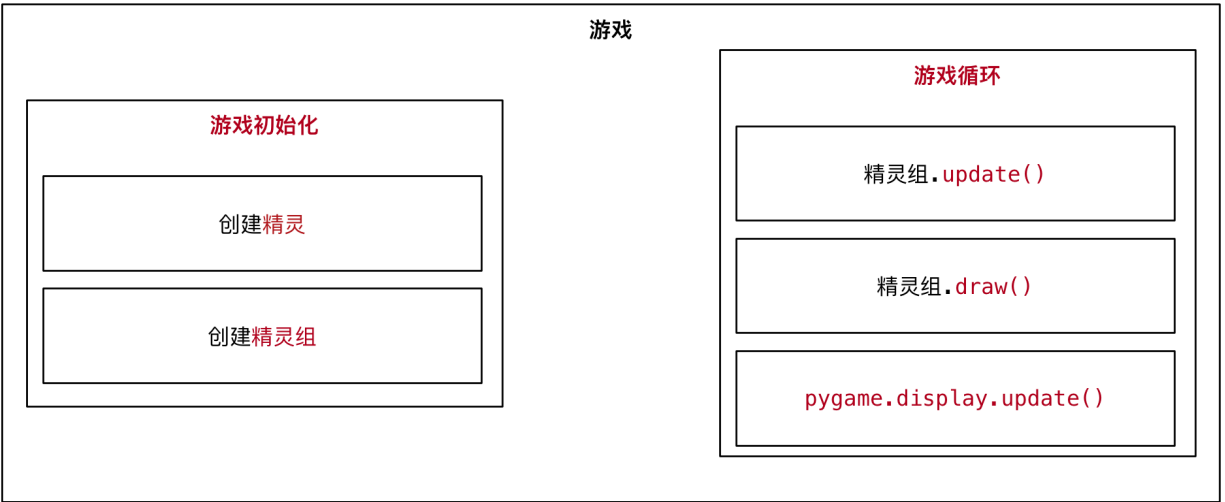 游戏
游戏初始化
创建精灵
创建精灵组
游戏循环
精灵组.update()
精灵组.draw()
pygame.display.update()